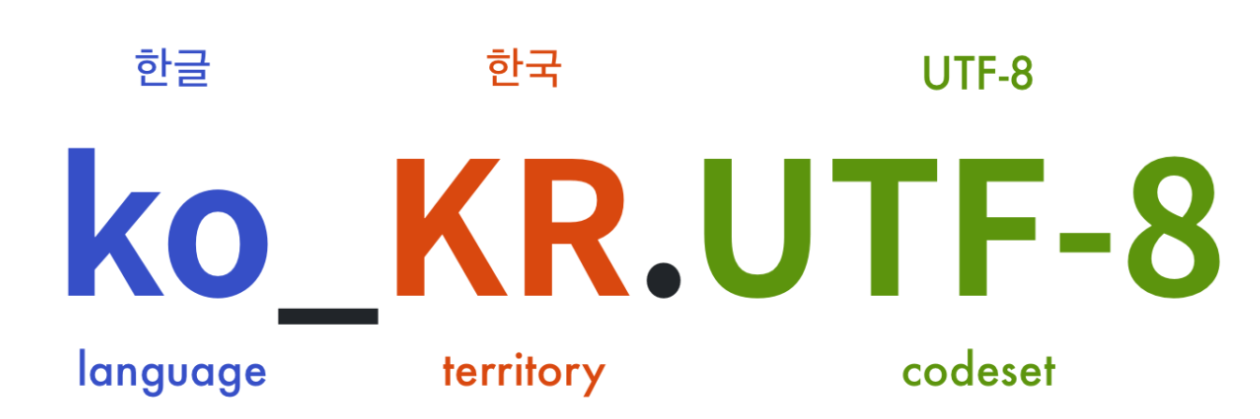 한글 한국 UTF-8
ko_KR.UTF-8
language territory codeset